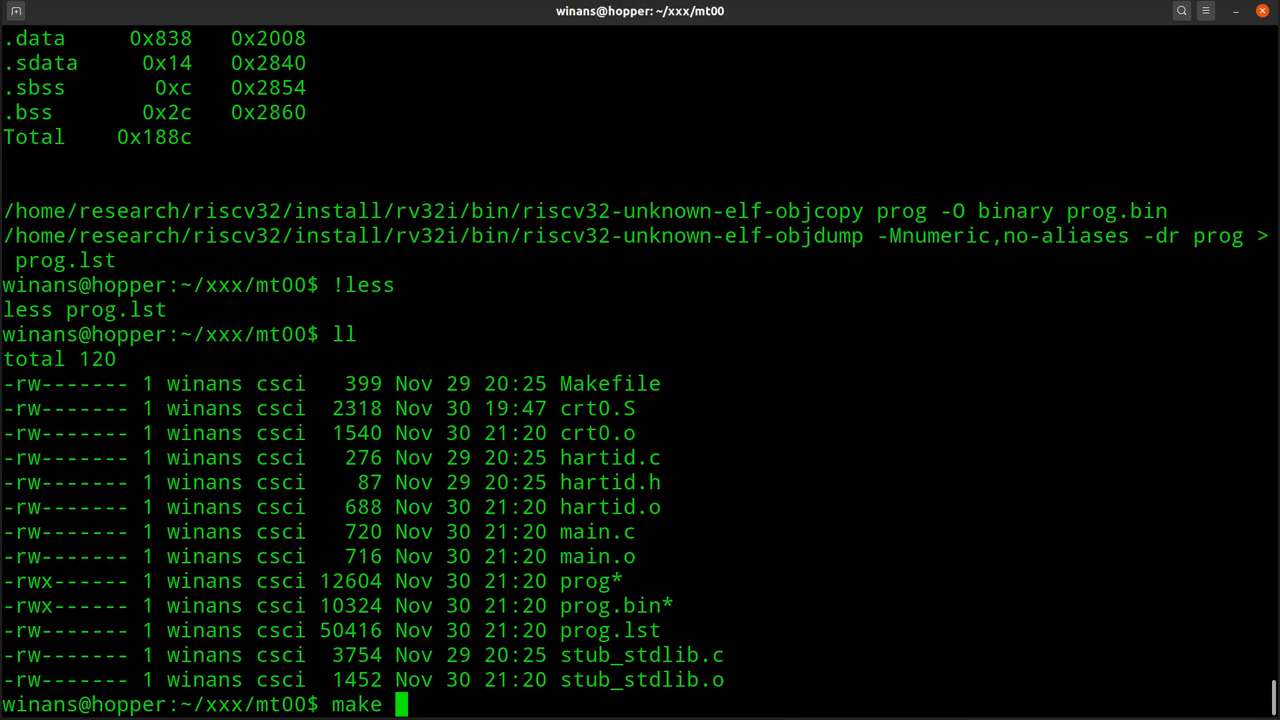 winans@hopper: ~/xxx/mt00
.data     0x838   0x2008
.sdata     0x14   0x2840
.sbss       0xc   0x2854
.bss       0x2c   0x2860
Total    0x188c
/home/research/riscv32/install/rv32i/bin/riscv32-unknown-elf-objcopy prog -O binary prog.bin
/home/research/riscv32/install/rv32i/bin/riscv32-unknown-elf-objdump -Mnumeric,no-aliases -dr prog >
 prog.lst
winans@hopper:~/xxx/mt00$ !less
less prog.lst
winans@hopper:~/xxx/mt00$ ll
total 120
-rw------- 1 winans csci   399 Nov 29 20:25 Makefile
-rw------- 1 winans csci  2318 Nov 30 19:47 crt0.S
-rw------- 1 winans csci  1540 Nov 30 21:20 crt0.o
-rw------- 1 winans csci   276 Nov 29 20:25 hartid.c
-rw------- 1 winans csci    87 Nov 29 20:25 hartid.h
-rw------- 1 winans csci   688 Nov 30 21:20 hartid.o
-rw------- 1 winans csci   720 Nov 30 21:20 main.c
-rw------- 1 winans csci   716 Nov 30 21:20 main.o
-rwx------ 1 winans csci 12604 Nov 30 21:20 prog*
-rwx------ 1 winans csci 10324 Nov 30 21:20 prog.bin*
-rw------- 1 winans csci 50416 Nov 30 21:20 prog.lst
-rw------- 1 winans csci  3754 Nov 29 20:25 stub_stdlib.c
-rw------- 1 winans csci  1452 Nov 30 21:20 stub_stdlib.o
winans@hopper:~/xxx/mt00$ make